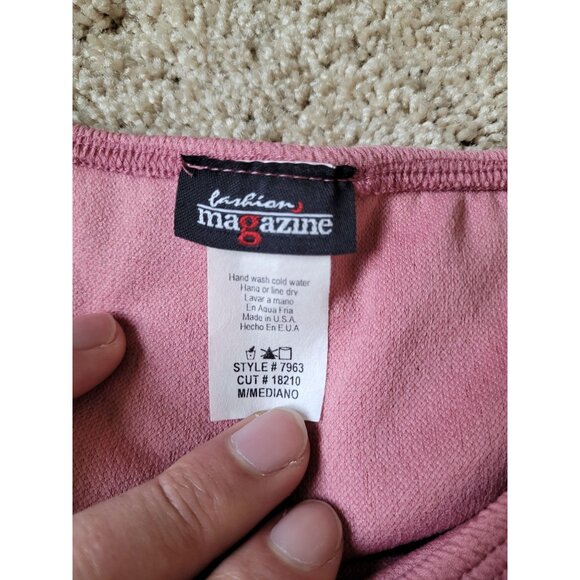 fashion
magazine
Hand wash cold water
Hang or line dry
Lavar a mano
En Agua Fria
Made in U.S.A.
Hecho En E.U.A
STYLE # 7963
CUT # 18210
M/MEDIANO